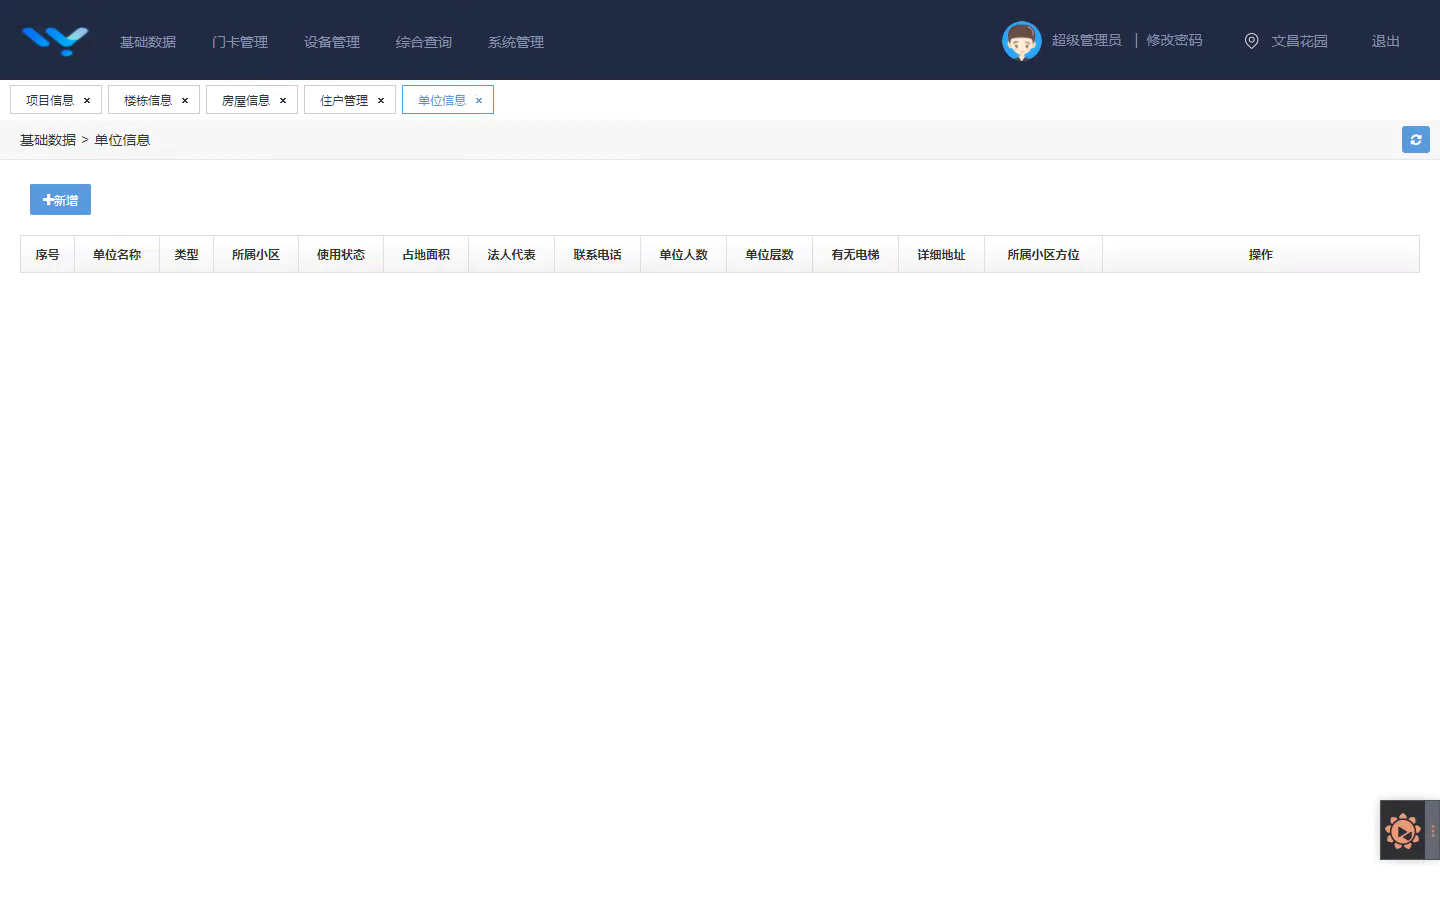 基础数据 门卡管理 设备管理 综合查询 系统管理 超级管理员 | 修改密码 文昌花园 退出
项目信息 × 楼栋信息 × 房屋信息 × 住户管理 × 单位信息 ×
基础数据 > 单位信息
新增
序号 单位名称 类型 所属小区 使用状态 占地面积 法人代表 联系电话 单位人数 单位层数 有无电梯 详细地址 所属小区方位 操作